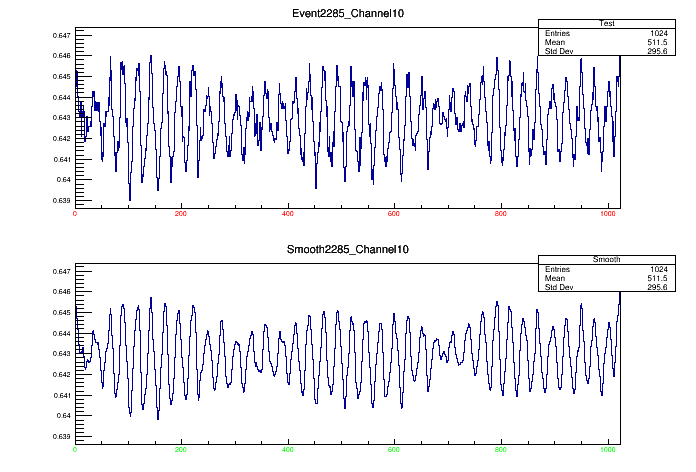 Event2285_Channel10
Test
Entries 1024
Mean 511.5
Std Dev 295.6
0.647
0.646
0.645
0.644
0.643
0.642
0.641
0.64
0.639
0 200 400 600 800 1000
Smooth2285_Channel10
Smooth
Entries 1024
Mean 511.5
Std Dev 295.6
0.647
0.646
0.645
0.644
0.643
0.642
0.641
0.64
0.639
0 200 400 600 800 1000